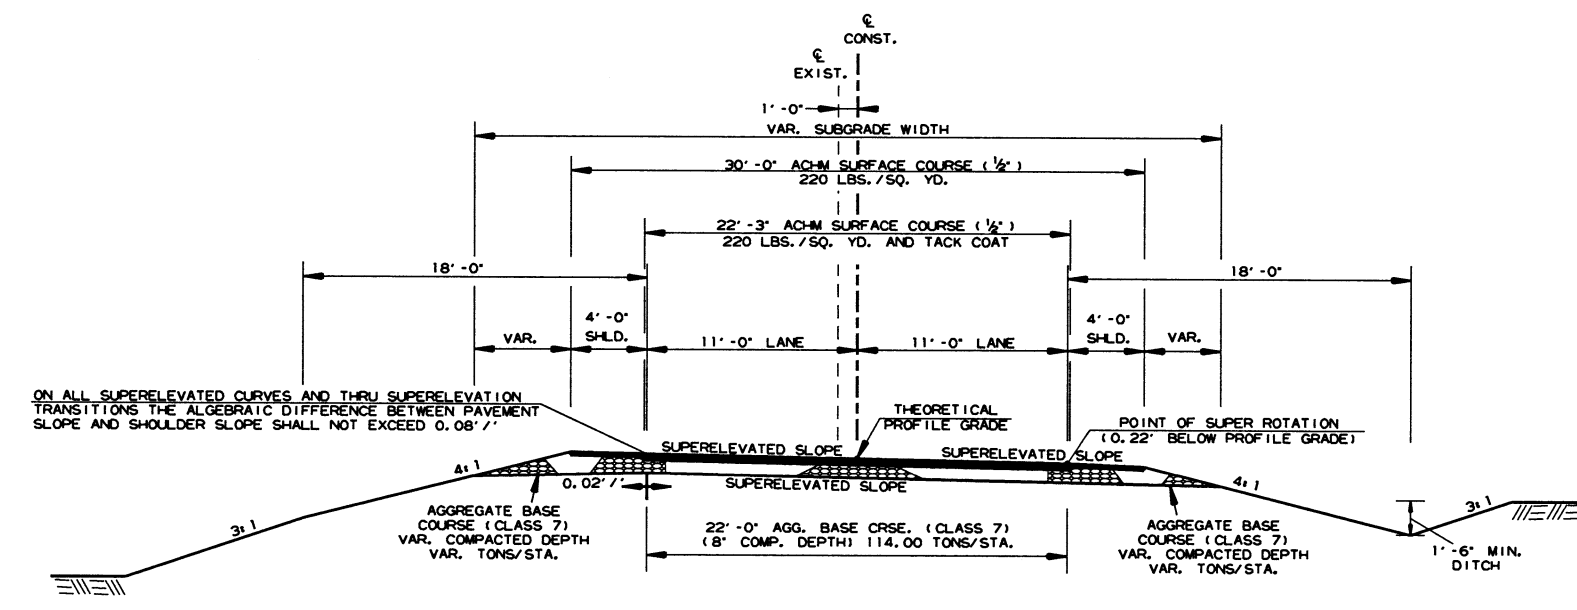 ℄
CONST.
℄
EXIST.
1'-0"
VAR. SUBGRADE WIDTH
30'-0" ACHM SURFACE COURSE (½")
220 LBS./SQ. YD.
22'-3" ACHM SURFACE COURSE (½")
220 LBS./SQ. YD. AND TACK COAT
18'-0"
18'-0"
VAR.
4'-0"
SHLD.
11'-0" LANE
11'-0" LANE
4'-0"
SHLD.
VAR.
ON ALL SUPERELEVATED CURVES AND THRU SUPERELEVATION
TRANSITIONS THE ALGEBRAIC DIFFERENCE BETWEEN PAVEMENT
SLOPE AND SHOULDER SLOPE SHALL NOT EXCEED 0.08'/'
THEORETICAL
PROFILE GRADE
POINT OF SUPER ROTATION
(0.22' BELOW PROFILE GRADE)
SUPERELEVATED SLOPE
SUPERELEVATED SLOPE
4:1
0.02'/'
SUPERELEVATED SLOPE
4:1
3:1
3:1
AGGREGATE BASE
COURSE (CLASS 7)
VAR. COMPACTED DEPTH
VAR. TONS/STA.
22'-0" AGG. BASE CRSE. (CLASS 7)
(8" COMP. DEPTH) 114.00 TONS/STA.
AGGREGATE BASE
COURSE (CLASS 7)
VAR. COMPACTED DEPTH
VAR. TONS/STA.
1'-6" MIN.
DITCH